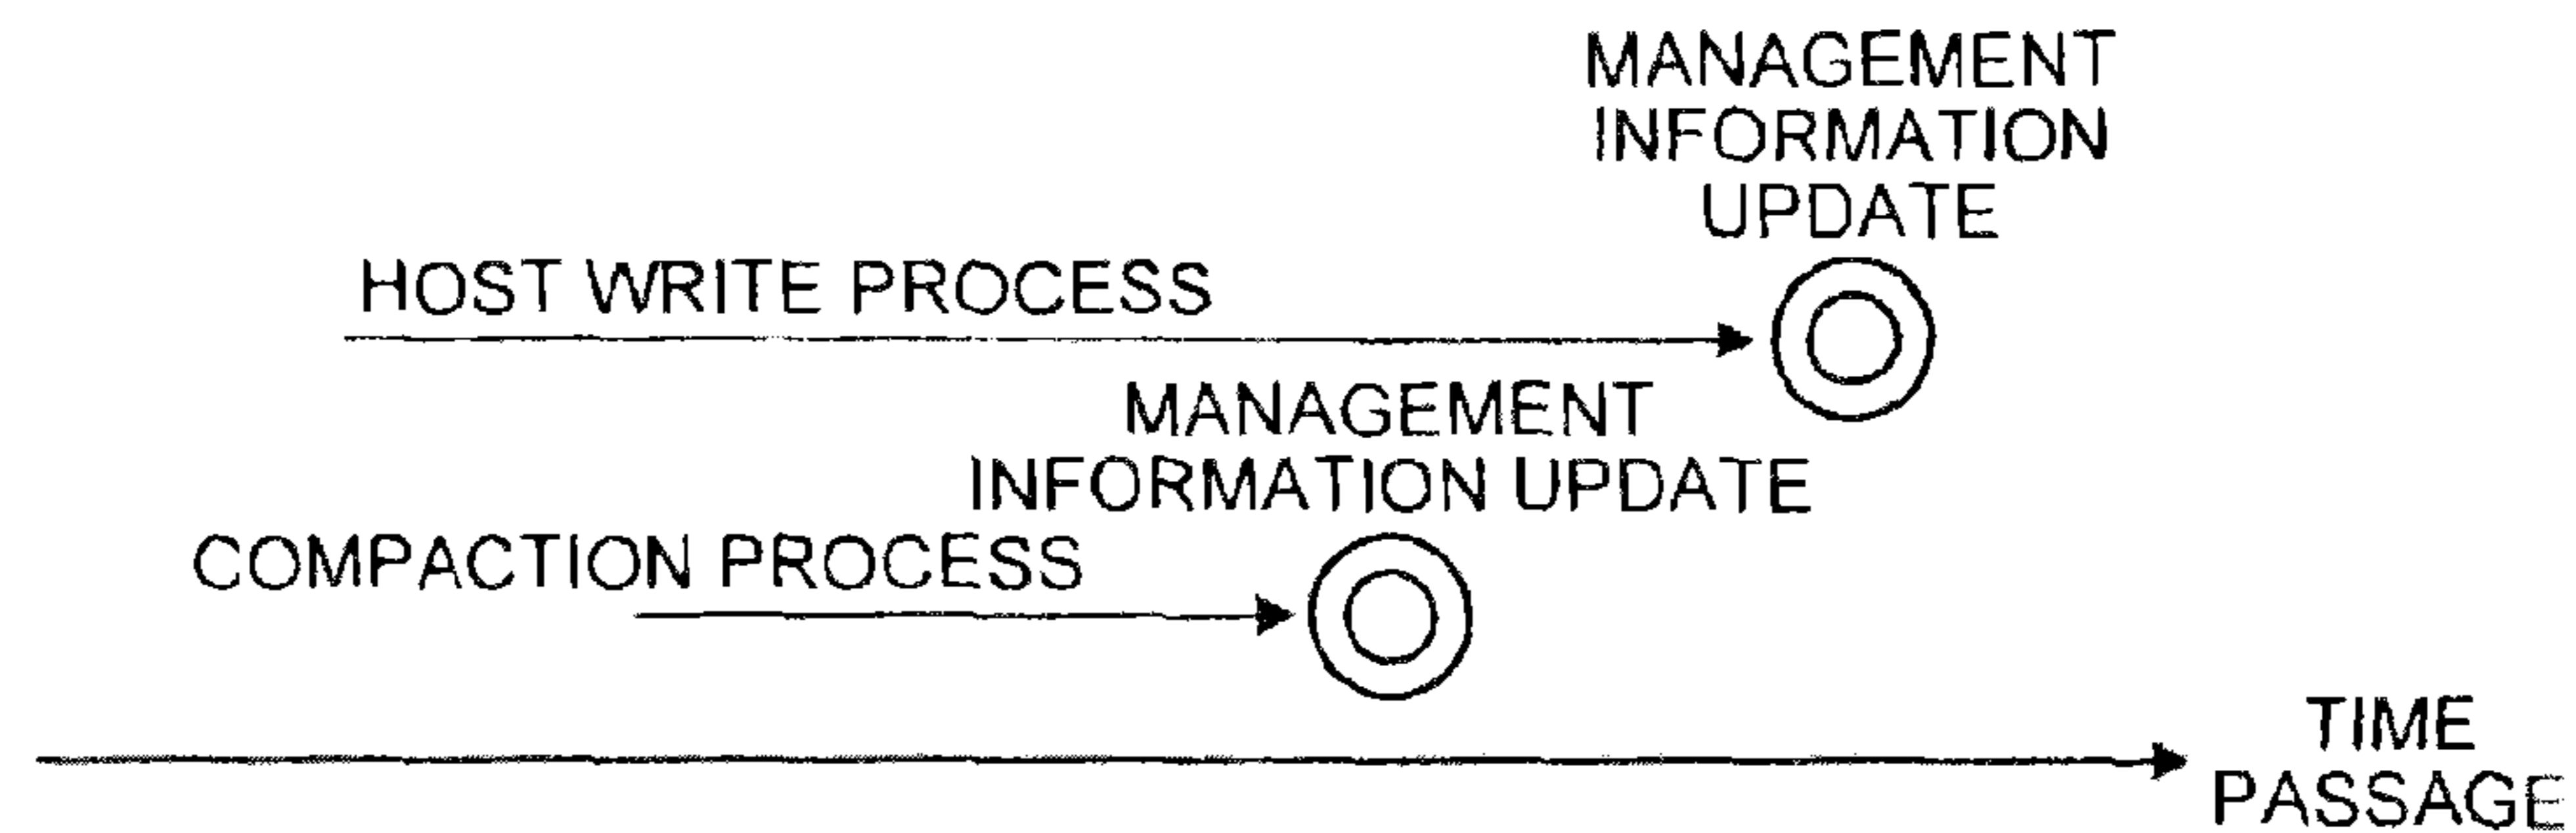 MANAGEMENT
INFORMATION
UPDATE
HOST WRITE PROCESS
MANAGEMENT
INFORMATION UPDATE
COMPACTION PROCESS
TIME
PASSAGE